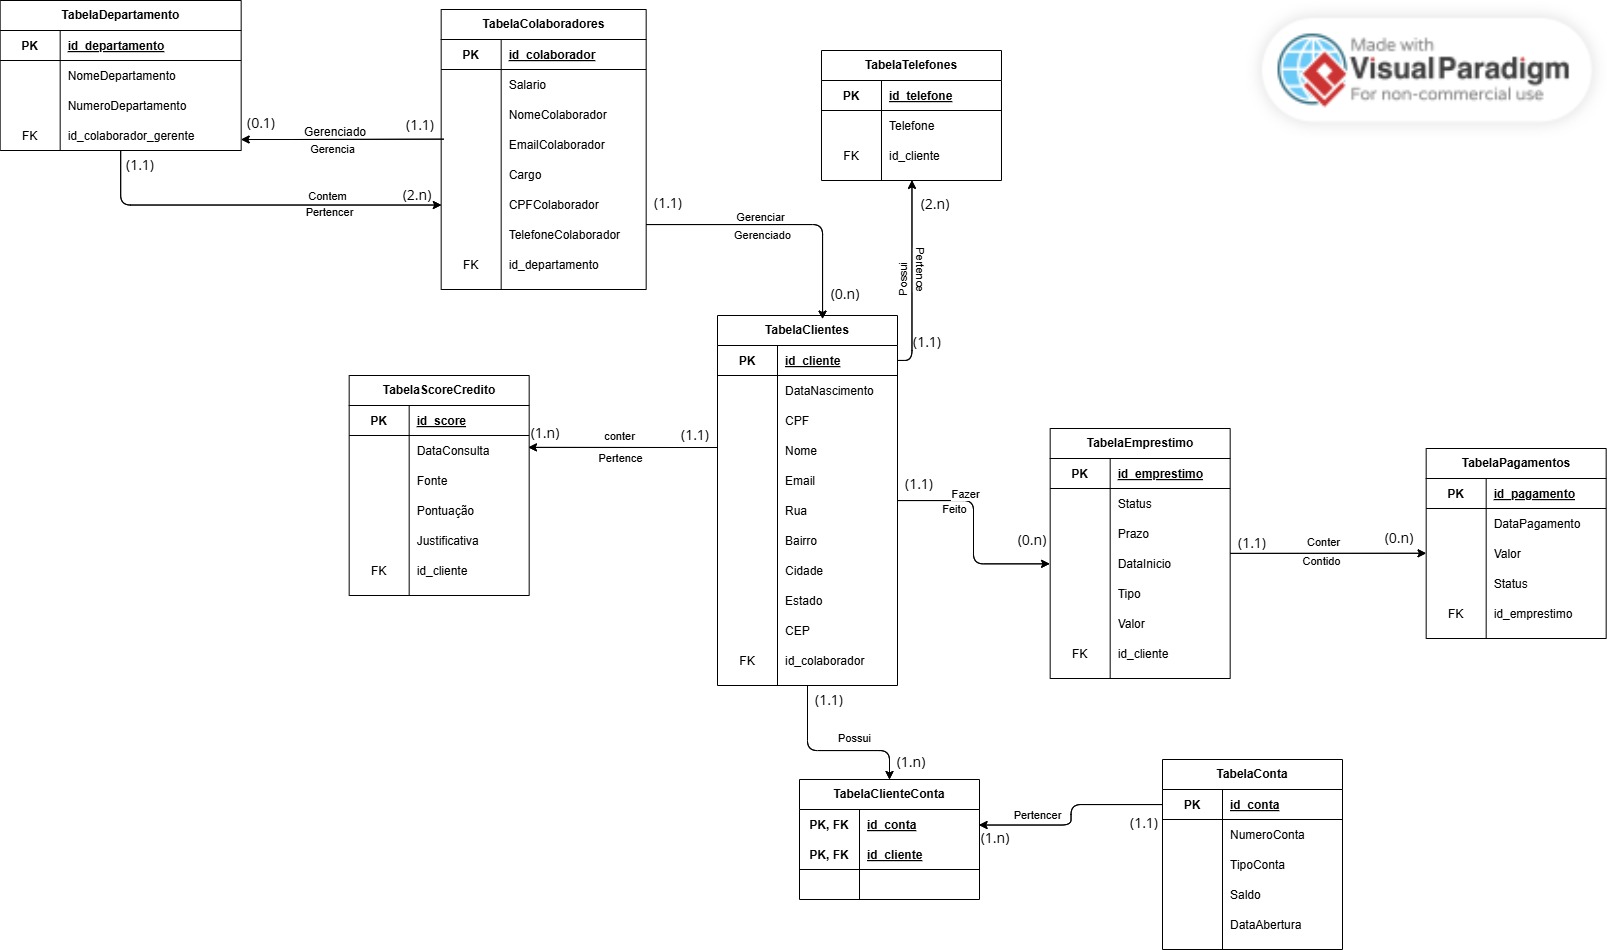 TabelaDepartamento
PK id_departamento
NomeDepartamento
NumeroDepartamento
FK id_colaborador_gerente
(0.1) Gerenciado (1.1)
Gerencia
(1.1)
Contem (2.n)
Pertencer
TabelaColaboradores
PK id_colaborador
Salario
NomeColaborador
EmailColaborador
Cargo
CPFColaborador
TelefoneColaborador
FK id_departamento
(1.1) Gerenciar
Gerenciado
(0.n)
TabelaTelefones
PK id_telefone
Telefone
FK id_cliente
(2.n)
Possui
Pertence
(1.1)
Made with
Visual Paradigm
For non-commercial use
TabelaClientes
PK id_cliente
DataNascimento
CPF
Nome
Email
Rua
Bairro
Cidade
Estado
CEP
FK id_colaborador
TabelaScoreCredito
PK id_score
DataConsulta
Fonte
Pontuação
Justificativa
FK id_cliente
(1.n) conter (1.1)
Pertence
(1.1) Fazer
Feito
(0.n)
TabelaEmprestimo
PK id_emprestimo
Status
Prazo
DataInicio
Tipo
Valor
FK id_cliente
(1.1) Conter (0.n)
Contido
TabelaPagamentos
PK id_pagamento
DataPagamento
Valor
Status
FK id_emprestimo
(1.1)
Possui
(1.n)
TabelaClienteConta
PK, FK id_conta
PK, FK id_cliente
Pertencer
(1.n) (1.1)
TabelaConta
PK id_conta
NumeroConta
TipoConta
Saldo
DataAbertura